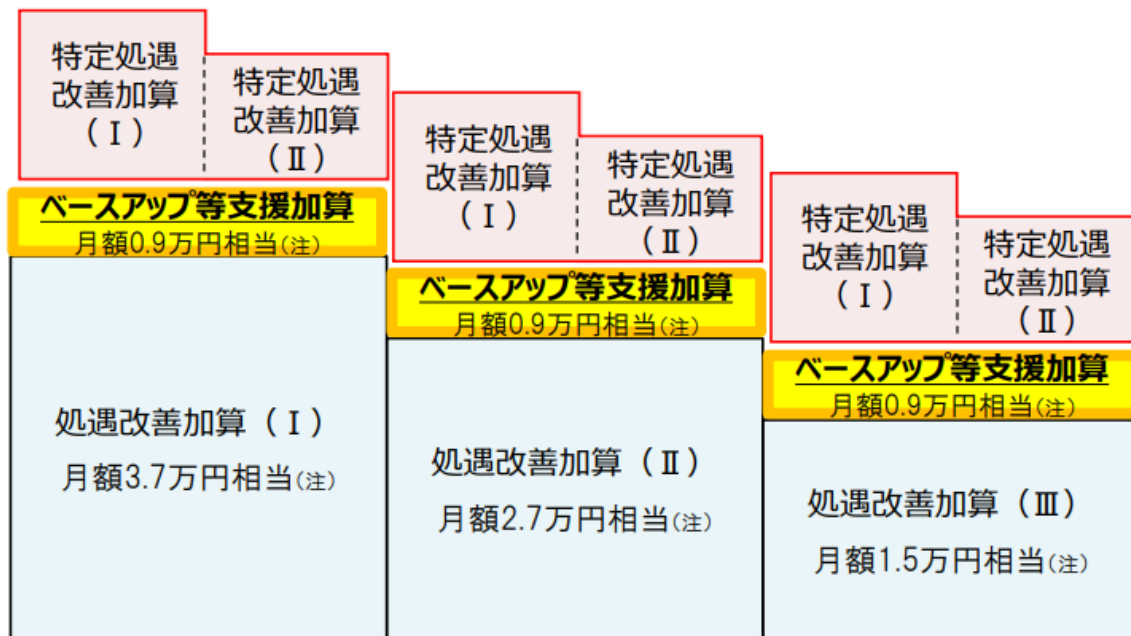 特定処遇
改善加算
（Ⅰ）
特定処遇
改善加算
（Ⅱ）
ベースアップ等支援加算
月額0.9万円相当(注)
処遇改善加算（Ⅰ）
月額3.7万円相当(注)
特定処遇
改善加算
（Ⅰ）
特定処遇
改善加算
（Ⅱ）
ベースアップ等支援加算
月額0.9万円相当(注)
処遇改善加算（Ⅱ）
月額2.7万円相当(注)
特定処遇
改善加算
（Ⅰ）
特定処遇
改善加算
（Ⅱ）
ベースアップ等支援加算
月額0.9万円相当(注)
処遇改善加算（Ⅲ）
月額1.5万円相当(注)